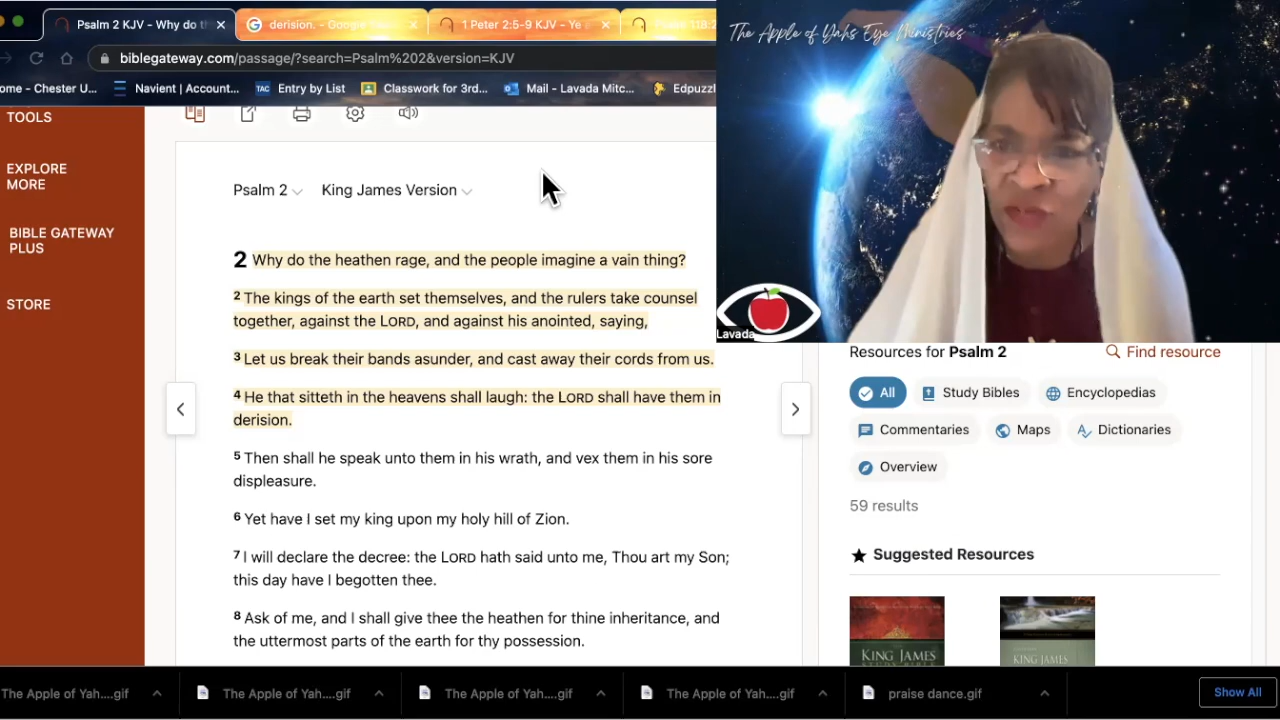 Psalm 2 KJV - Why do th
derision. - Google
1 Peter 2:5-9 KJV - Ye
biblegateway.com/passage/?search=Psalm%202&version=KJV
ome - Chester U...
Navient | Account...
TAC Entry by List
Classwork for 3rd...
Mail - Lavada Mitc...
Edpuzzl
The Apple of Yahs Eye Ministries
Lavada
TOOLS
EXPLORE
MORE
BIBLE GATEWAY
PLUS
STORE
Psalm 2
King James Version
2 Why do the heathen rage, and the people imagine a vain thing?
2 The kings of the earth set themselves, and the rulers take counsel
together, against the LORD, and against his anointed, saying,
3 Let us break their bands asunder, and cast away their cords from us.
4 He that sitteth in the heavens shall laugh: the LORD shall have them in
derision.
5 Then shall he speak unto them in his wrath, and vex them in his sore
displeasure.
6 Yet have I set my king upon my holy hill of Zion.
7 I will declare the decree: the LORD hath said unto me, Thou art my Son;
this day have I begotten thee.
8 Ask of me, and I shall give thee the heathen for thine inheritance, and
the uttermost parts of the earth for thy possession.
Resources for Psalm 2
Find resource
All
Study Bibles
Encyclopedias
Commentaries
Maps
Dictionaries
Overview
59 results
Suggested Resources
KING JAMES
KING JAMES
The Apple of Yah....gif
The Apple of Yah....gif
The Apple of Yah....gif
The Apple of Yah....gif
praise dance.gif
Show All